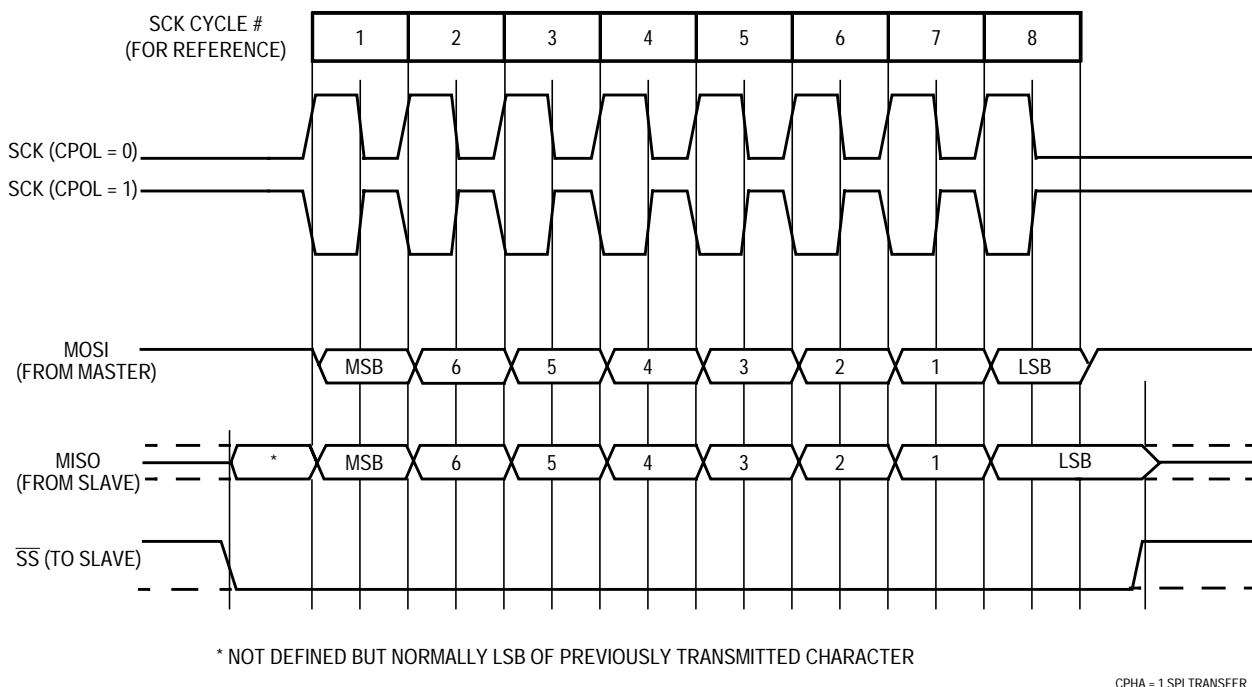 SCK CYCLE #
(FOR REFERENCE)
1 2 3 4 5 6 7 8
SCK (CPOL = 0)
SCK (CPOL = 1)
MOSI
(FROM MASTER)
MSB 6 5 4 3 2 1 LSB
MISO
(FROM SLAVE)
* MSB 6 5 4 3 2 1 LSB
SS (TO SLAVE)
* NOT DEFINED BUT NORMALLY LSB OF PREVIOUSLY TRANSMITTED CHARACTER
CPHA = 1 SPI TRANSFER